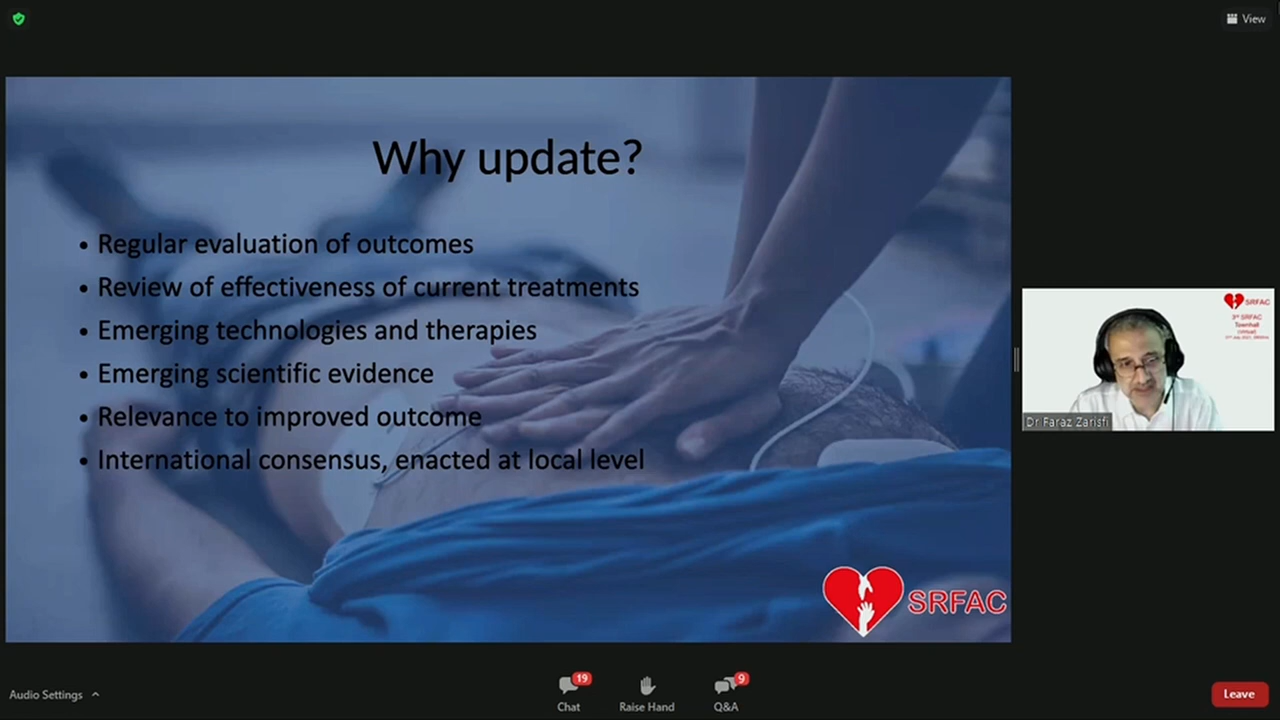 View
Why update?
• Regular evaluation of outcomes
• Review of effectiveness of current treatments
• Emerging technologies and therapies
• Emerging scientific evidence
• Relevance to improved outcome
• International consensus, enacted at local level
SRFAC
SRFAC
3rd SRFAC
Townhall
Dr Faraz Zarisfi
Audio Settings
19
Chat
Raise Hand
9
Q&A
Leave